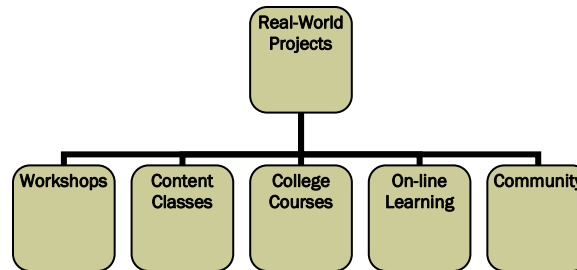 Real-World
Projects
Workshops
Content
Classes
College
Courses
On-line
Learning
Community